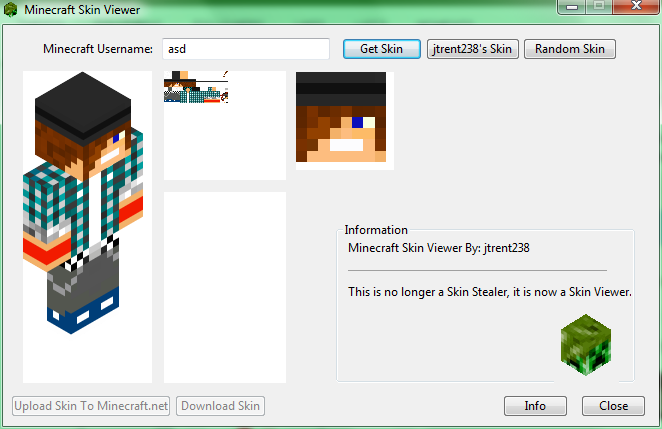 Minecraft Skin Viewer
Minecraft Username: asd Get Skin jtrent238's Skin Random Skin
Information
Minecraft Skin Viewer By: jtrent238
This is no longer a Skin Stealer, it is now a Skin Viewer.
Upload Skin To Minecraft.net Download Skin Info Close